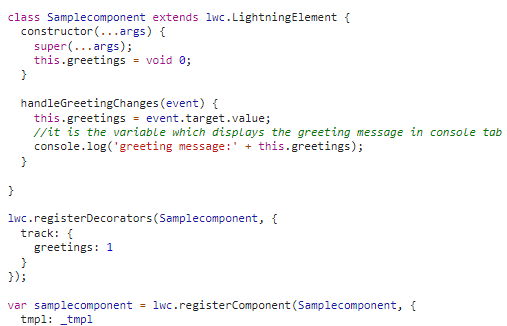 class Samplecomponent extends lwc.LightningElement {
constructor(...args) {
super(...args);
this.greetings = void 0;
}
handleGreetingChanges(event) {
this.greetings = event.target.value;
//it is the variable which displays the greeting message in console tab
console.log('greeting message:' + this.greetings);
}
}
lwc.registerDecorators(Samplecomponent, {
track: {
greetings: 1
}
});
var samplecomponent = lwc.registerComponent(Samplecomponent, {
tmpl: _tmpl